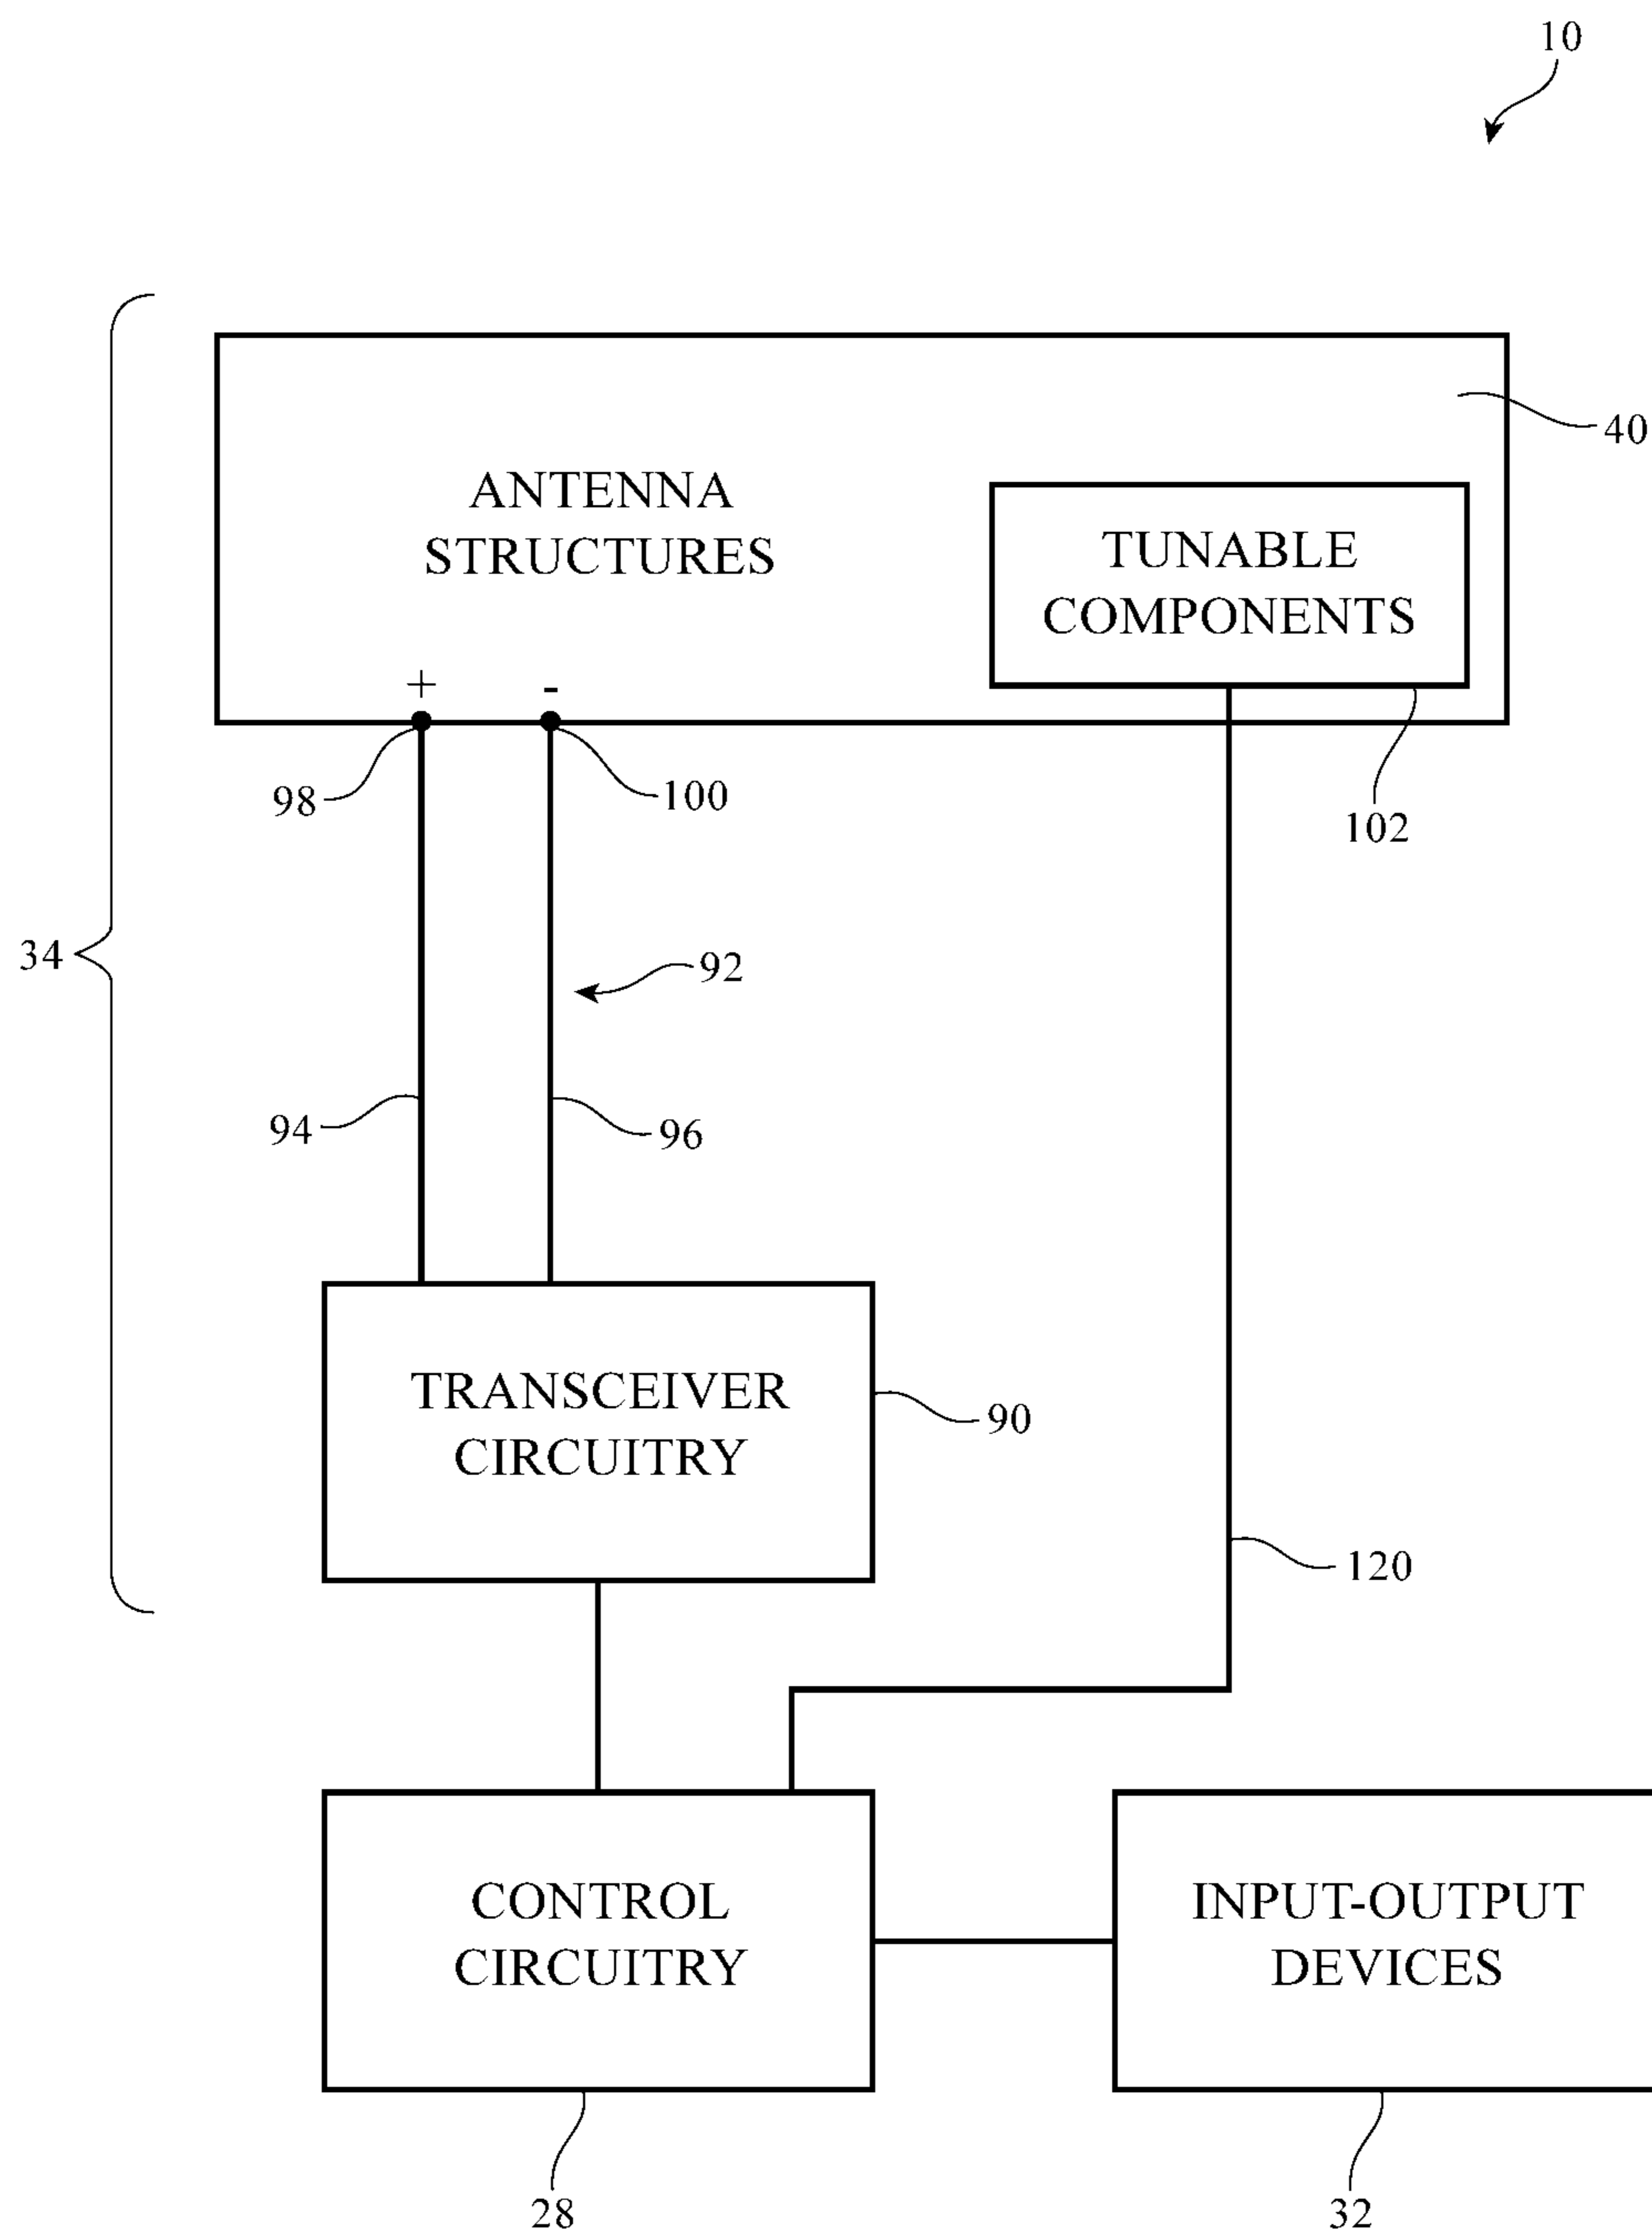 10
40
ANTENNA
STRUCTURES
TUNABLE
COMPONENTS
+
-
98
100
102
34
92
94
96
TRANSCEIVER
CIRCUITRY
90
120
CONTROL
CIRCUITRY
INPUT-OUTPUT
DEVICES
28
32